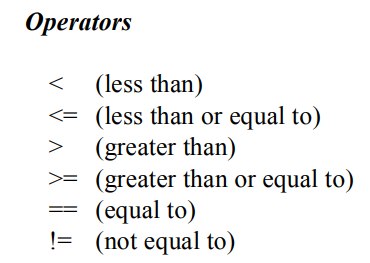 Operators
< (less than)
<= (less than or equal to)
> (greater than)
>= (greater than or equal to)
== (equal to)
!= (not equal to)